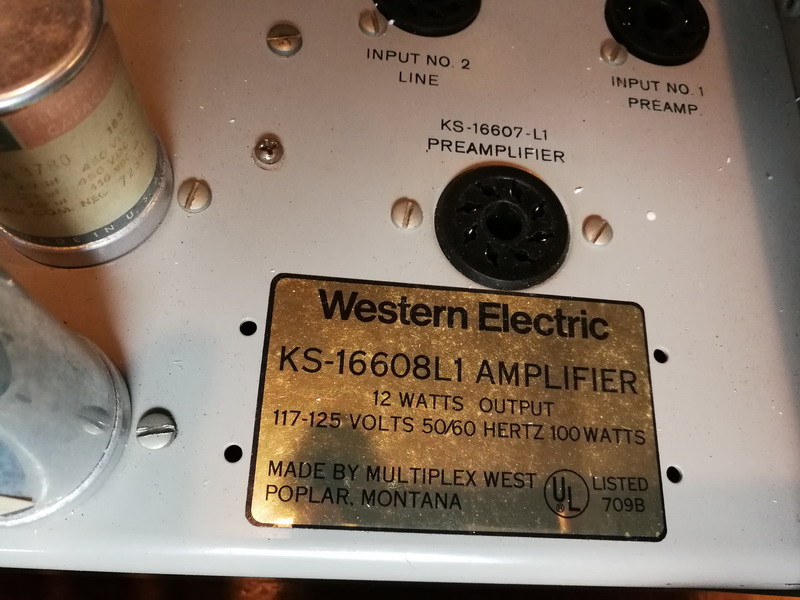 INPUT NO. 2
LINE
INPUT NO. 1
PREAMP.
KS-16607-L1
PREAMPLIFIER
Western Electric
KS-16608L1 AMPLIFIER
12 WATTS OUTPUT
117-125 VOLTS 50/60 HERTZ 100 WATTS
MADE BY MULTIPLEX WEST
POPLAR, MONTANA
UL
®
LISTED
709B